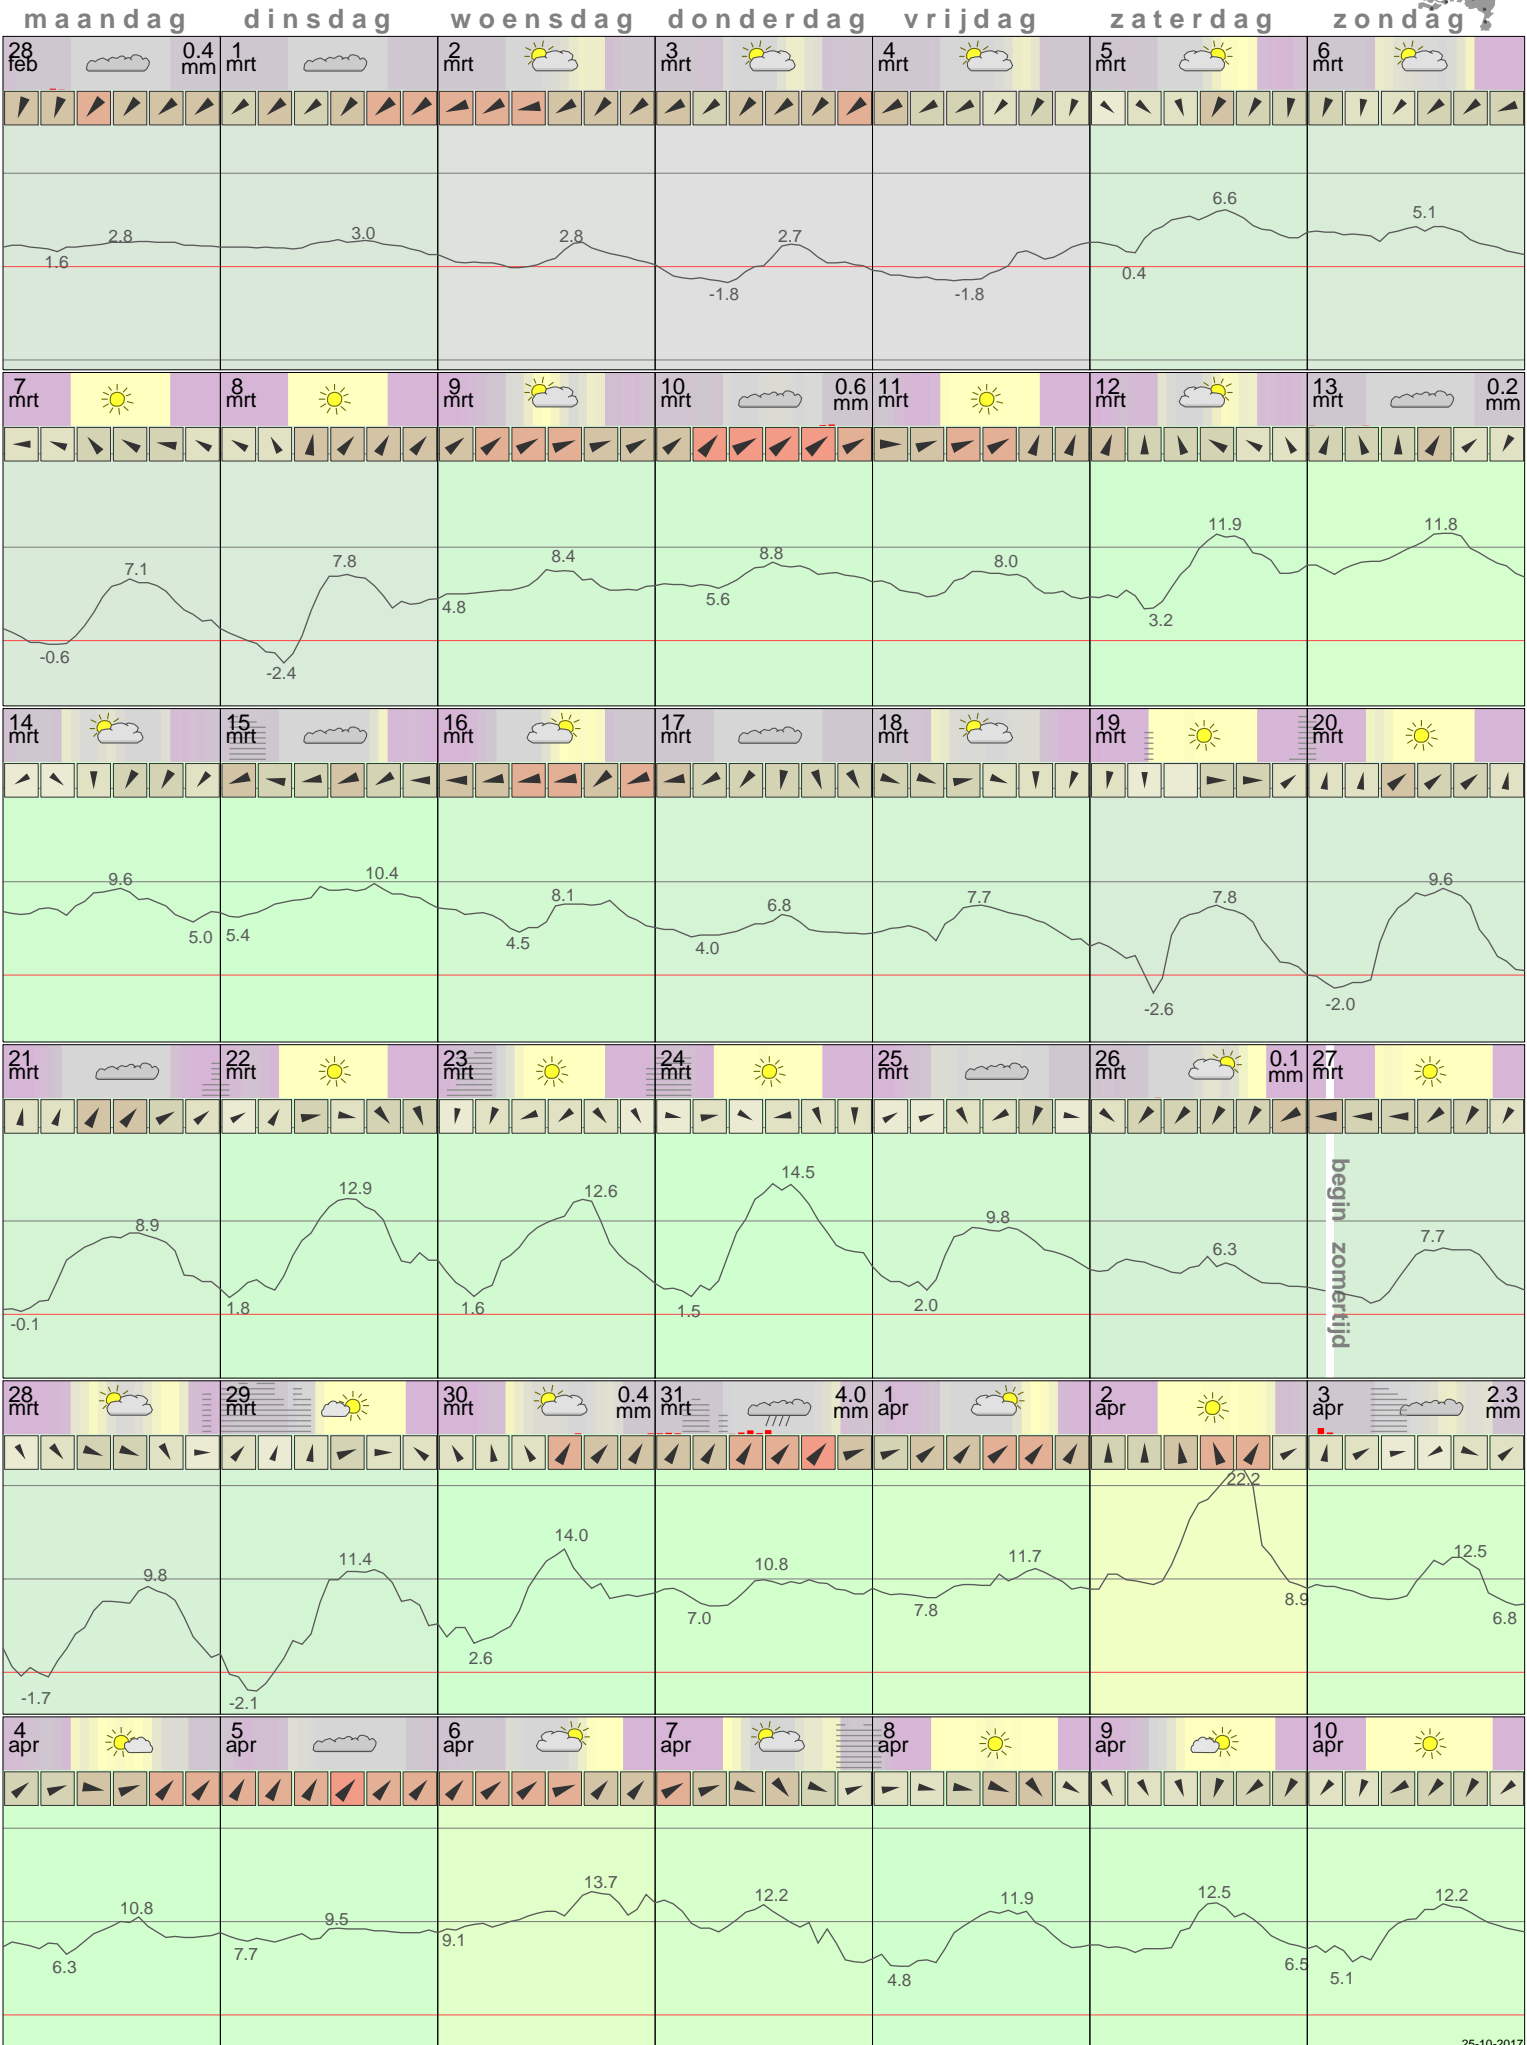 maandag dinsdag woensdag donderdag vrijdag zaterdag zondag
28 feb 0.4 mm 1 mrt 2 mrt 3 mrt 4 mrt 5 mrt 6 mrt
2.8 1.6 3.0 2.8 2.7 -1.8 -1.8 6.6 0.4 5.1
7 mrt 8 mrt 9 mrt 10 mrt 0.6 mm 11 mrt 12 mrt 13 mrt 0.2 mm
7.1 -0.6 7.8 -2.4 8.4 4.8 8.8 5.6 8.0 11.9 3.2 11.8
14 mrt 15 mrt 16 mrt 17 mrt 18 mrt 19 mrt 20 mrt
9.6 5.0 10.4 5.4 8.1 4.5 6.8 4.0 7.7 7.8 -2.6 9.6 -2.0
21 mrt 22 mrt 23 mrt 24 mrt 25 mrt 26 mrt 0.1 mm 27 mrt
8.9 -0.1 12.9 1.8 12.6 1.6 14.5 1.5 9.8 2.0 6.3 7.7
begin zomertijd
28 mrt 29 mrt 30 mrt 0.4 mm 31 mrt 4.0 mm 1 apr 2 apr 3 apr 2.3 mm
9.8 -1.7 11.4 -2.1 14.0 2.6 10.8 7.0 11.7 7.8 22.2 8.9 12.5 6.8
4 apr 5 apr 6 apr 7 apr 8 apr 9 apr 10 apr
10.8 6.3 9.5 7.7 13.7 9.1 12.2 11.9 4.8 12.5 6.5 12.2 5.1
25-10-2017